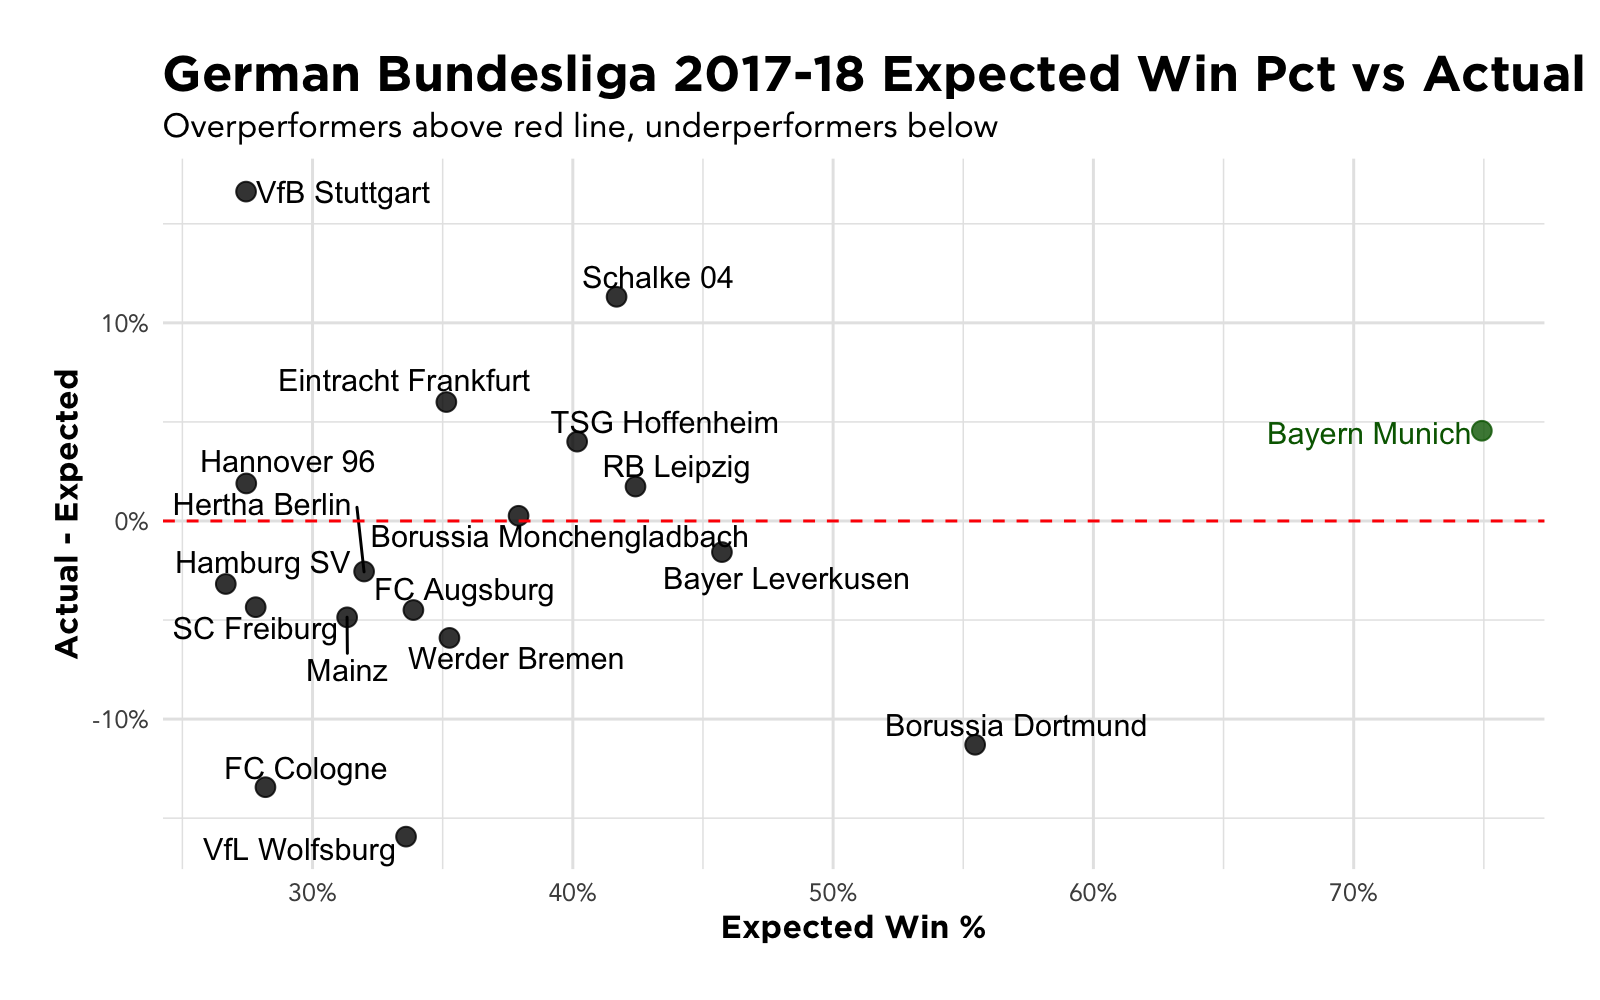 German Bundesliga 2017-18 Expected Win Pct vs Actual
Overperformers above red line, underperformers below
VfB Stuttgart
Schalke 04
10%
Eintracht Frankfurt
TSG Hoffenheim
Bayern Munich
Hannover 96
RB Leipzig
Hertha Berlin
0%
Borussia Monchengladbach
Hamburg SV
Bayer Leverkusen
FC Augsburg
SC Freiburg
Werder Bremen
Mainz
-10%
Borussia Dortmund
FC Cologne
VfL Wolfsburg
Actual - Expected
30%
40%
50%
60%
70%
Expected Win %